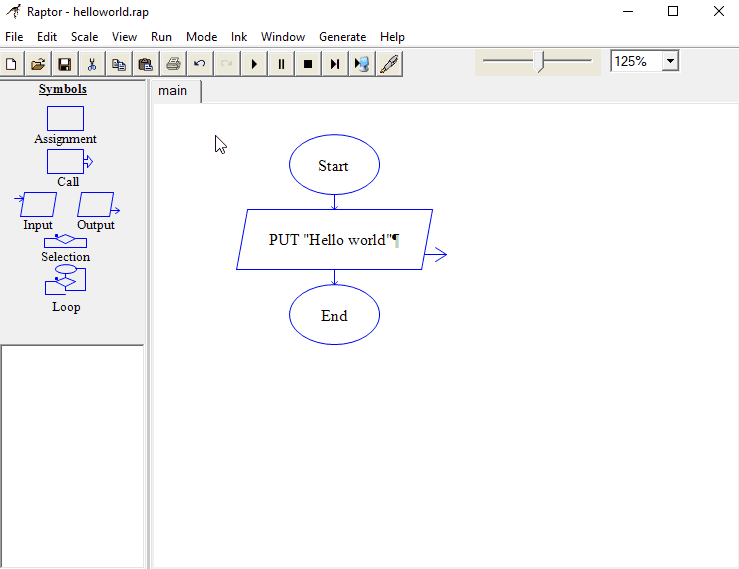 Raptor - helloworld.rap
File Edit Scale View Run Mode Ink Window Generate Help
125%
Symbols
Assignment
Call
Input Output
Selection
Loop
main
Start
PUT "Hello world"¶
End